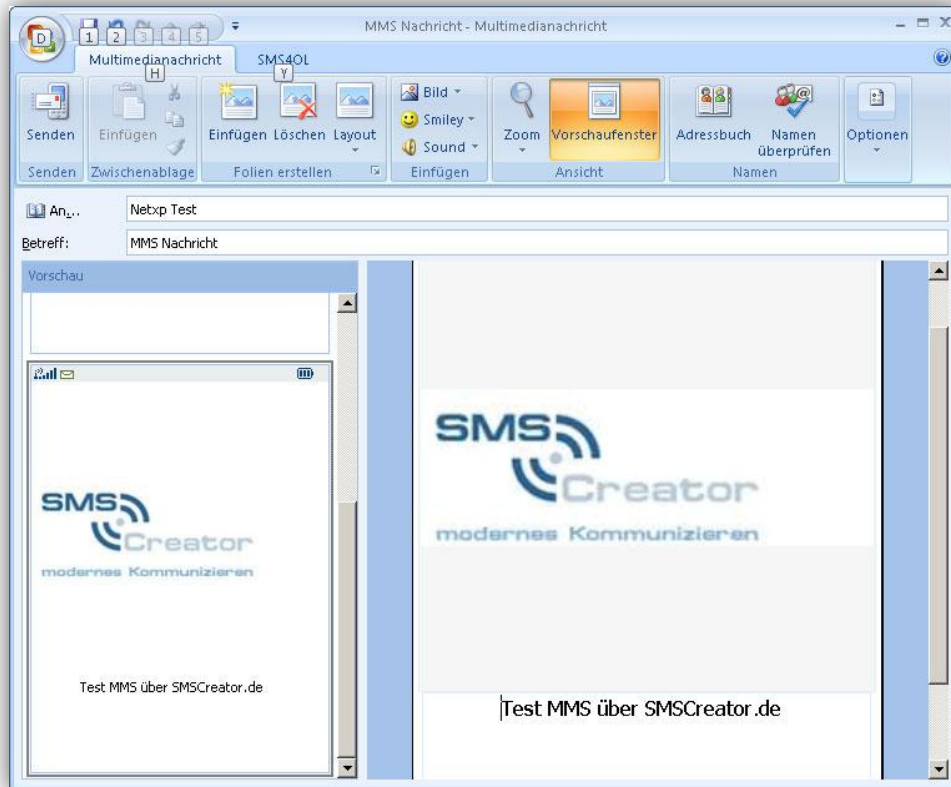 MMS Nachricht - Multimedianachricht
D 1 2 3 4 5
Multimedianachricht SMS4OL
H Y
Senden Einfügen Einfügen Löschen Layout Bild Smiley Sound Zoom Vorschaufenster Adressbuch Namen überprüfen Optionen
Senden Zwischenablage Folien erstellen Einfügen Ansicht Namen
An... Netxp Test
Betreff: MMS Nachricht
Vorschau
SMS
Creator
modernes Kommunizieren
Test MMS über SMSCreator.de
SMS
Creator
modernes Kommunizieren
Test MMS über SMSCreator.de